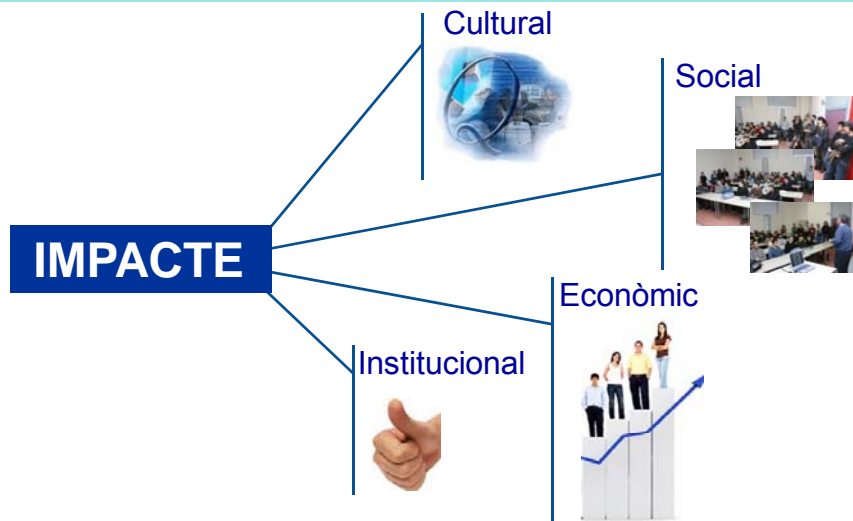 Cultural
Social
IMPACTE
Econòmic
Institucional